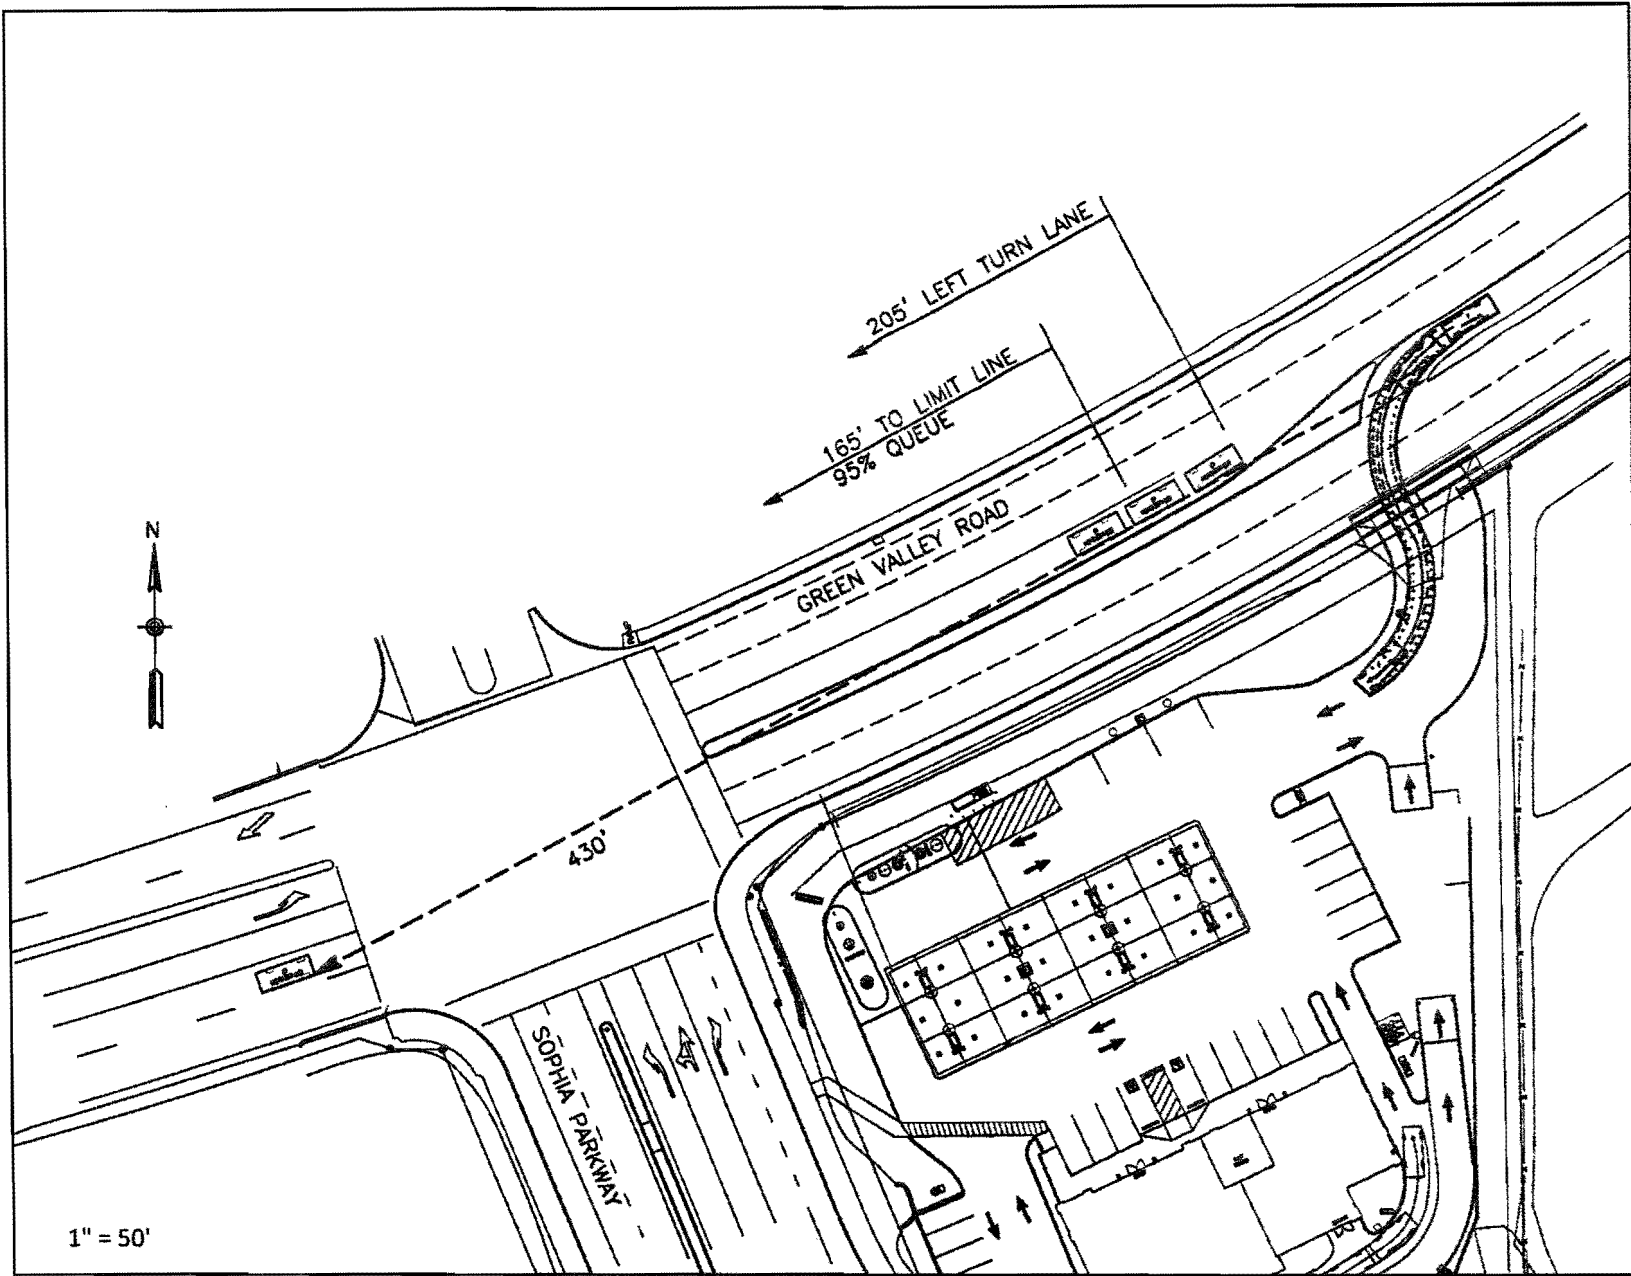 205' LEFT TURN LANE
165' TO LIMIT LINE
95% QUEUE
GREEN VALLEY ROAD
N
430'
SOPHIA PARKWAY
1" = 50'